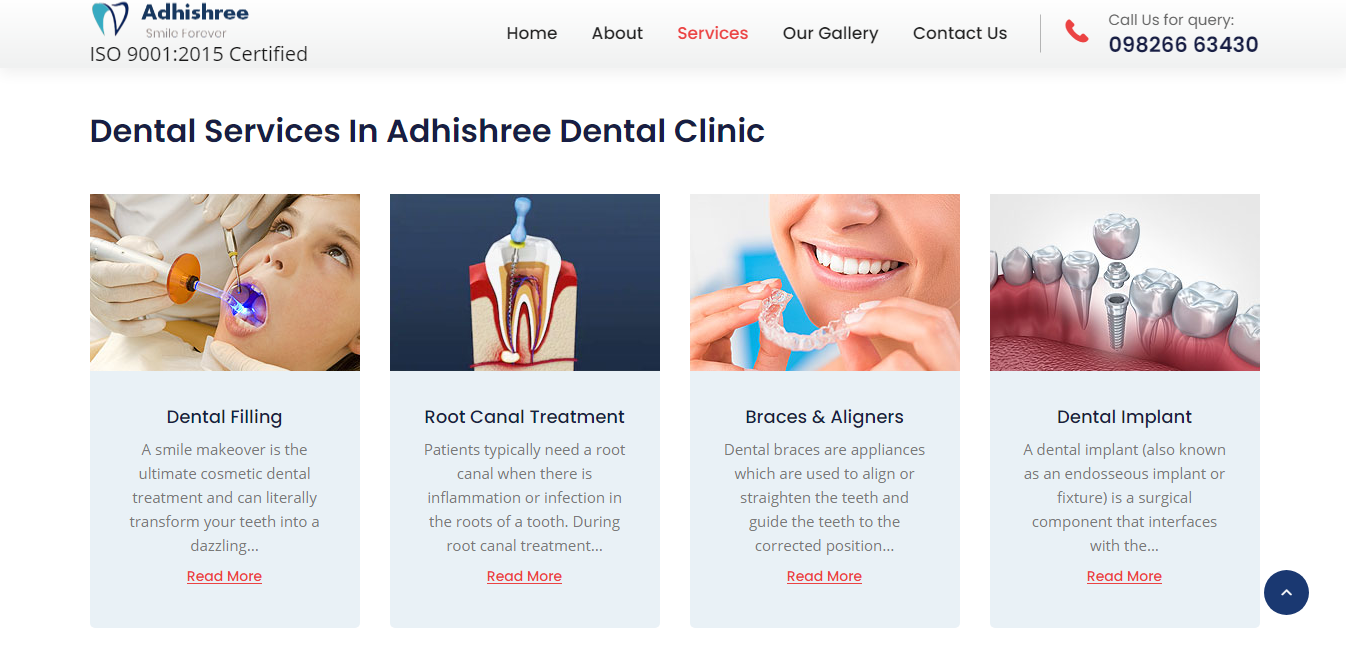 Adhishree
Smile Forever
ISO 9001:2015 Certified
Home About Services Our Gallery Contact Us
Call Us for query:
098266 63430
Dental Services In Adhishree Dental Clinic
Dental Filling
A smile makeover is the
ultimate cosmetic dental
treatment and can literally
transform your teeth into a
dazzling...
Read More
Root Canal Treatment
Patients typically need a root
canal when there is
inflammation or infection in
the roots of a tooth. During
root canal treatment...
Read More
Braces & Aligners
Dental braces are appliances
which are used to align or
straighten the teeth and
guide the teeth to the
corrected position...
Read More
Dental Implant
A dental implant (also known
as an endosseous implant or
fixture) is a surgical
component that interfaces
with the...
Read More